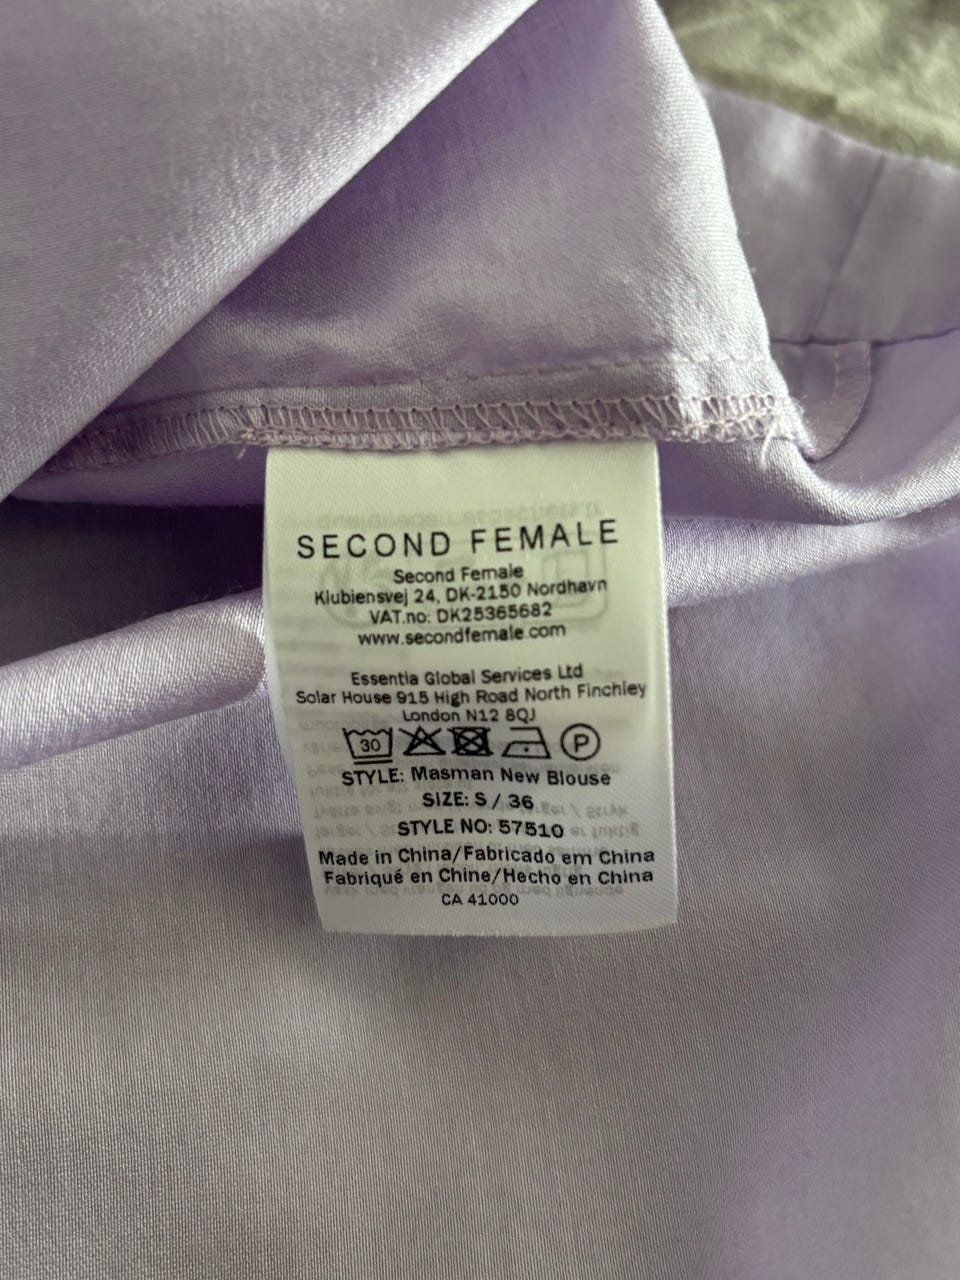 SECOND FEMALE
Second Female
Klubiensvej 24, DK-2150 Nordhavn
VAT.no: DK25365682
www.secondfemale.com
Essentia Global Services Ltd
Solar House 915 High Road North Finchley
London N12 8QJ
30 P
STYLE: Masman New Blouse
SIZE: S / 36
STYLE NO: 57510
Made in China/Fabricado em China
Fabriqué en Chine/Hecho en China
CA 41000